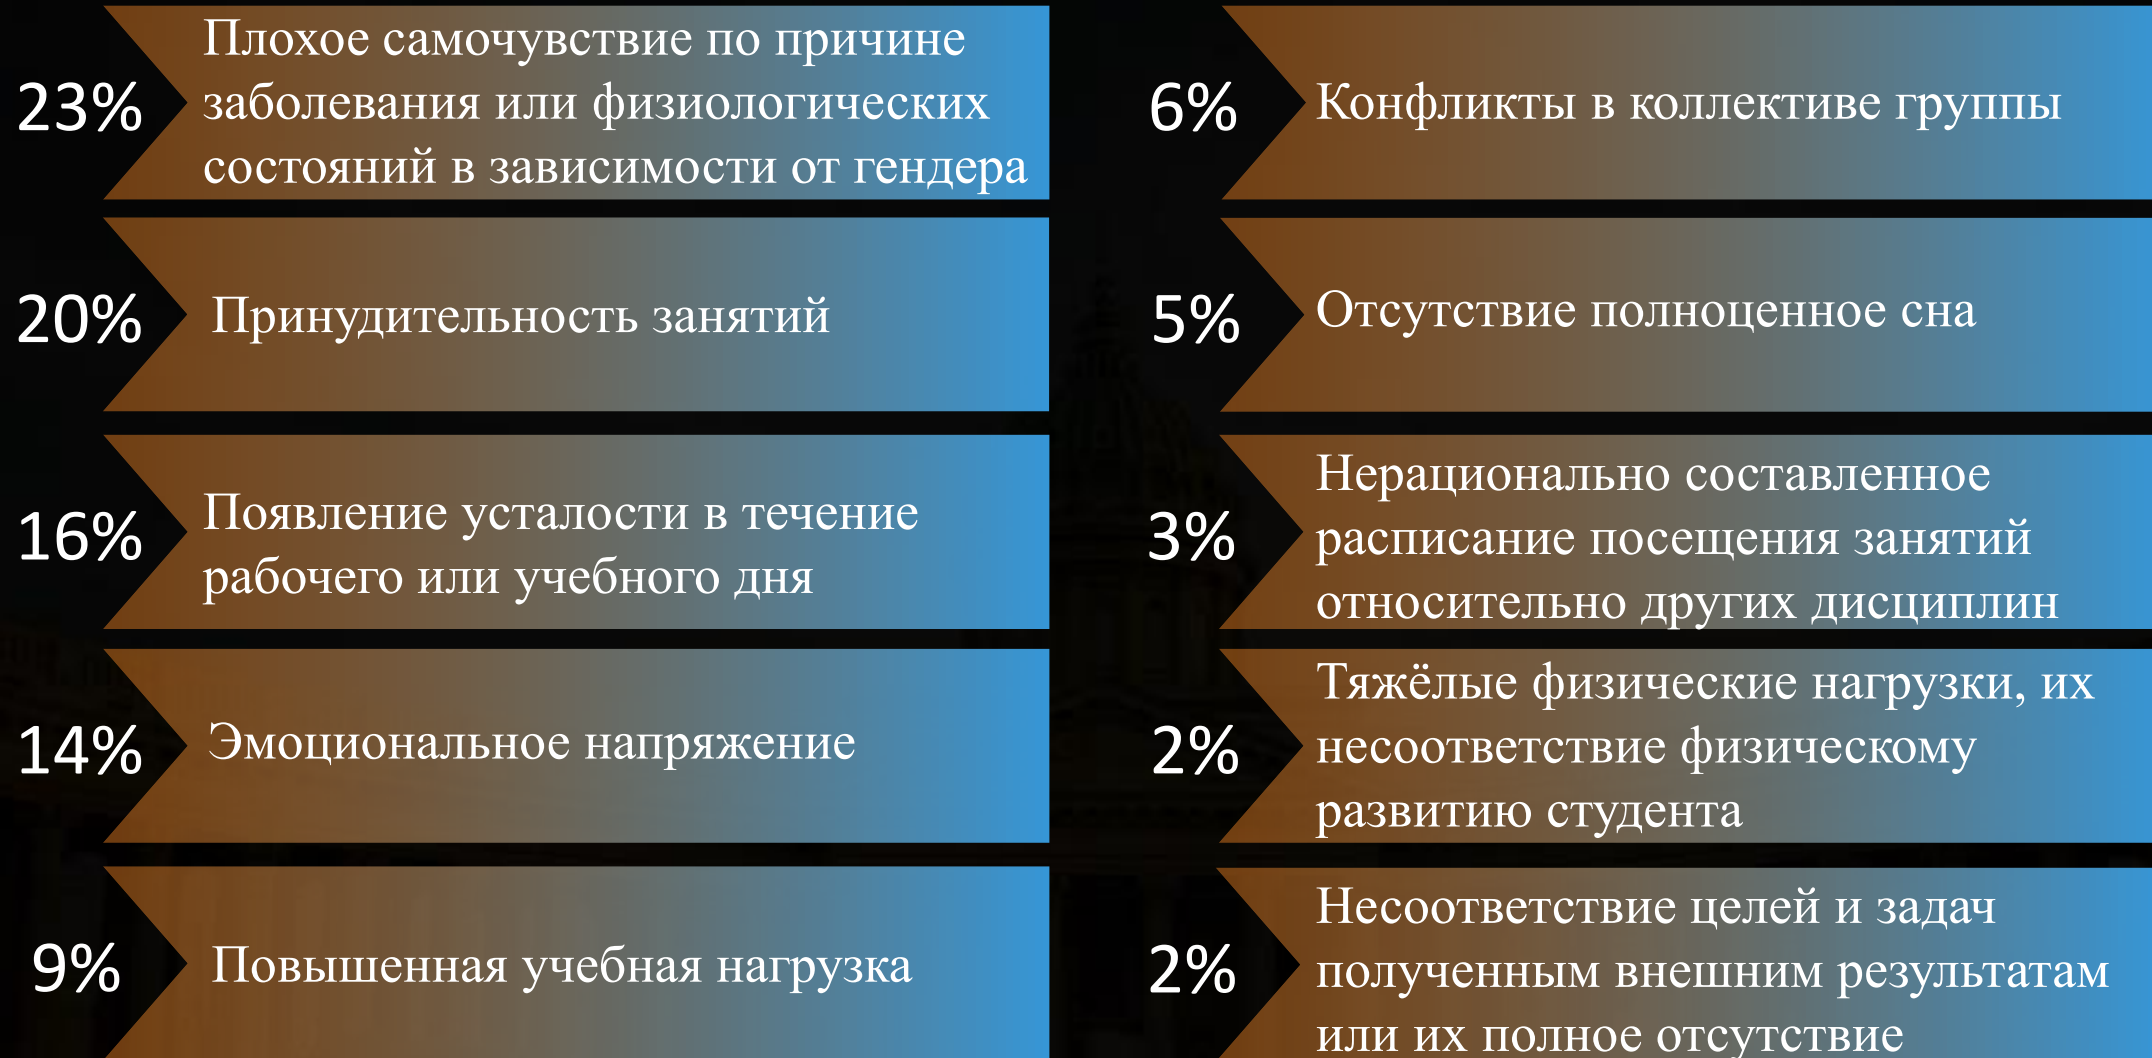 23%
Плохое самочувствие по причине
заболевания или физиологических
состояний в зависимости от гендера
20%
Принудительность занятий
16%
Появление усталости в течение
рабочего или учебного дня
14%
Эмоциональное напряжение
9%
Повышенная учебная нагрузка
6%
Конфликты в коллективе группы
5%
Отсутствие полноценное сна
3%
Нерационально составленное
расписание посещения занятий
относительно других дисциплин
2%
Тяжёлые физические нагрузки, их
несоответствие физическому
развитию студента
2%
Несоответствие целей и задач
полученным внешним результатам
или их полное отсутствие